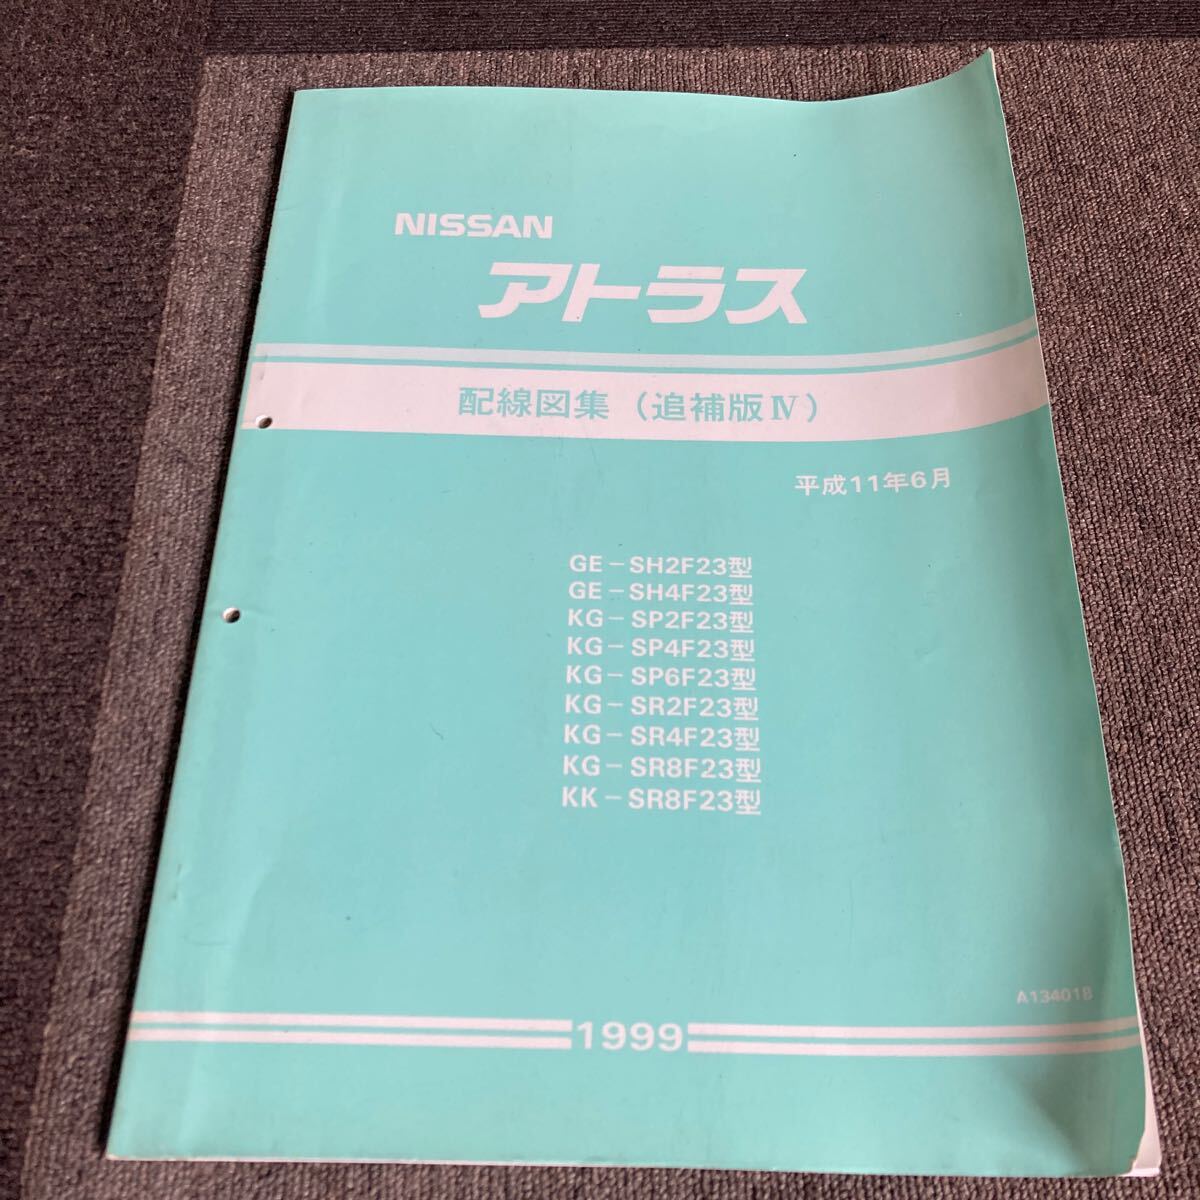 NISSAN
アトラス
配線図集(追補版Ⅳ)
平成11年6月
GE-SH2F23型
GE-SH4F23型
KG-SP2F23型
KG-SP4F23型
KG-SP6F23型
KG-SR2F23型
KG-SR4F23型
KG-SR8F23型
KK-SR8F23型
A134018
1999